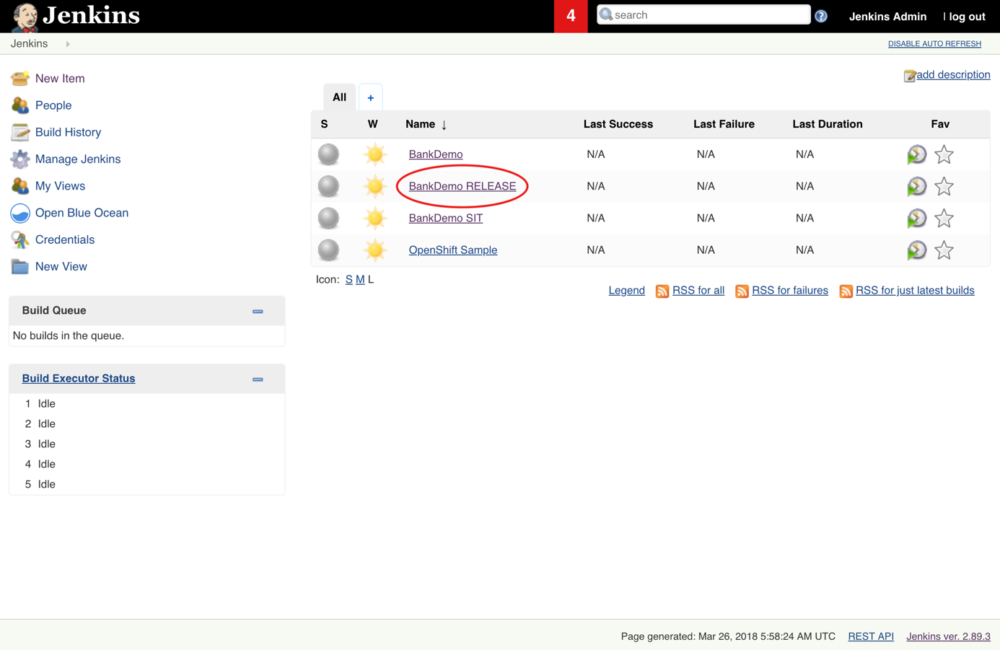 Jenkins
4
search
?
Jenkins Admin | log out
Jenkins
DISABLE AUTO REFRESH
New Item
People
Build History
Manage Jenkins
My Views
Open Blue Ocean
Credentials
New View
Build Queue
No builds in the queue.
Build Executor Status
1 Idle
2 Idle
3 Idle
4 Idle
5 Idle
add description
All +
S W Name ↓ Last Success Last Failure Last Duration Fav
BankDemo N/A N/A N/A
BankDemo RELEASE N/A N/A N/A
BankDemo SIT N/A N/A N/A
OpenShift Sample N/A N/A N/A
Icon: S M L
Legend RSS for all RSS for failures RSS for just latest builds
Page generated: Mar 26, 2018 5:58:24 AM UTC REST API Jenkins ver. 2.89.3